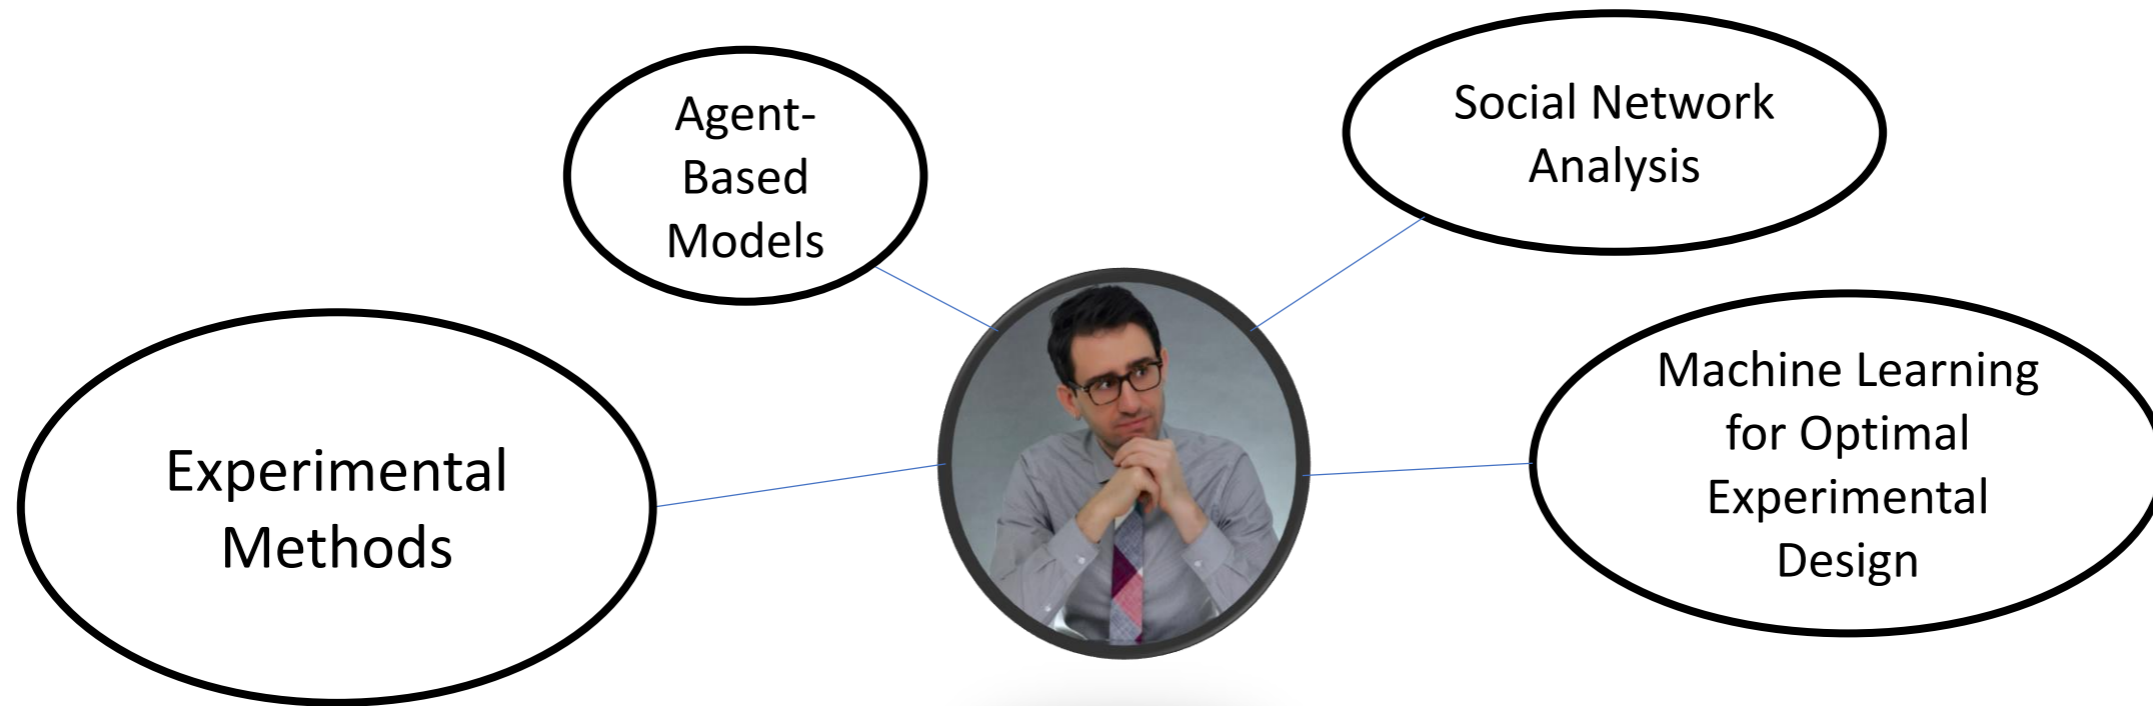 Agent-
Based
Models
Social Network
Analysis
Experimental
Methods
Machine Learning
for Optimal
Experimental
Design